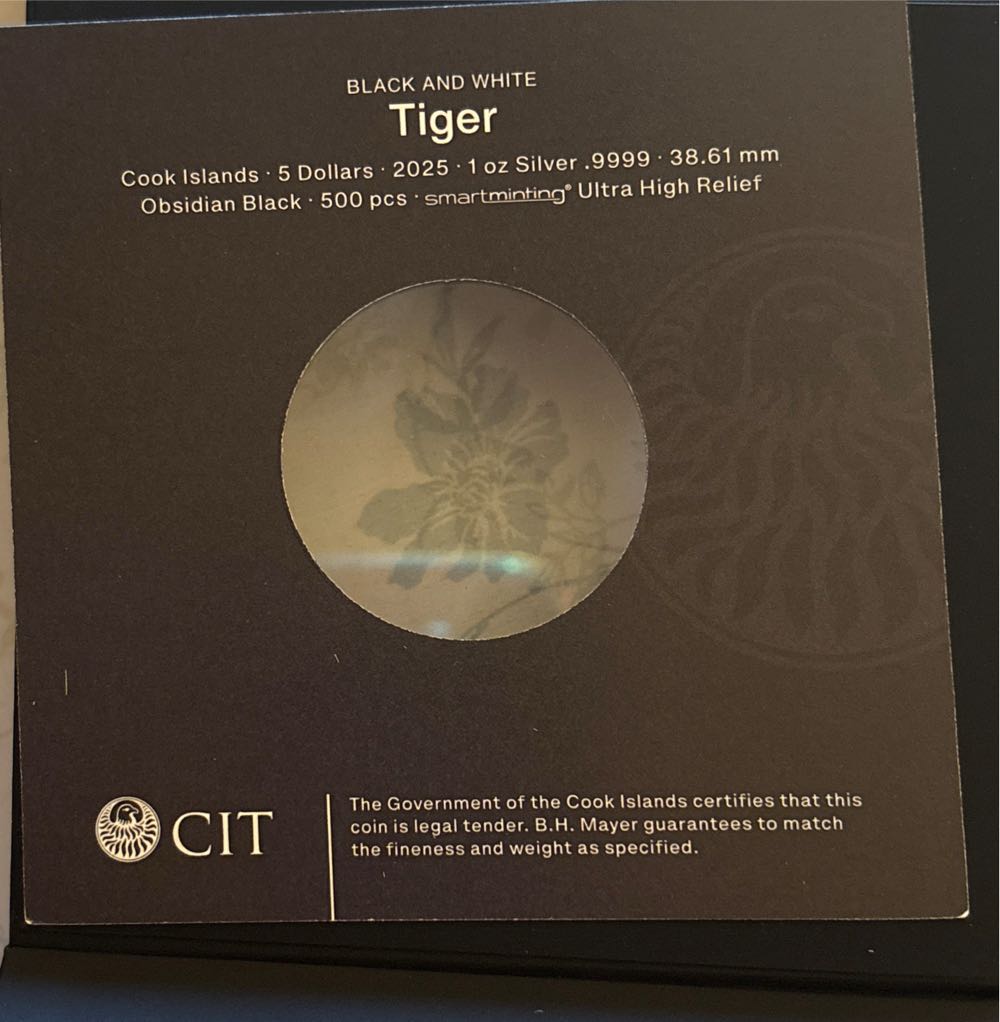 BLACK AND WHITE
Tiger
Cook Islands · 5 Dollars · 2025 · 1 oz Silver .9999 · 38.61 mm
Obsidian Black · 500 pcs · smartminting® Ultra High Relief
CIT
The Government of the Cook Islands certifies that this
coin is legal tender. B.H. Mayer guarantees to match
the fineness and weight as specified.